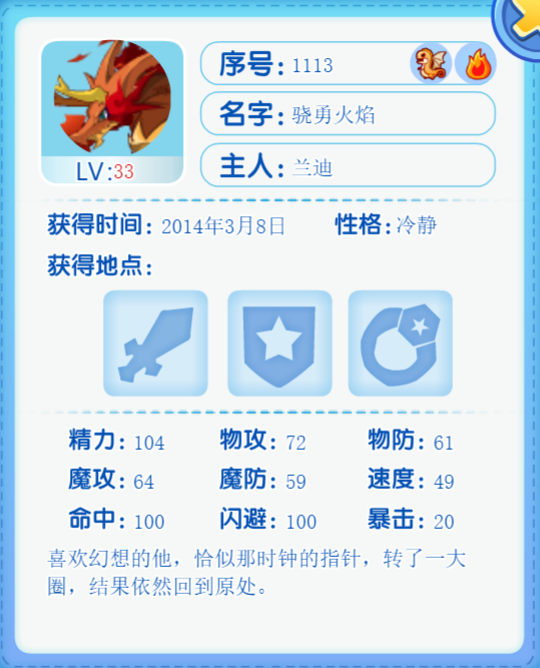 序号: 1113
名字: 骁勇火焰
LV:33
主人: 兰迪
获得时间: 2014年3月8日 性格: 冷静
获得地点:
精力: 104 物攻: 72 物防: 61
魔攻: 64 魔防: 59 速度: 49
命中: 100 闪避: 100 暴击: 20
喜欢幻想的他，恰似那时钟的指针，转了一大
圈，结果依然回到原处。